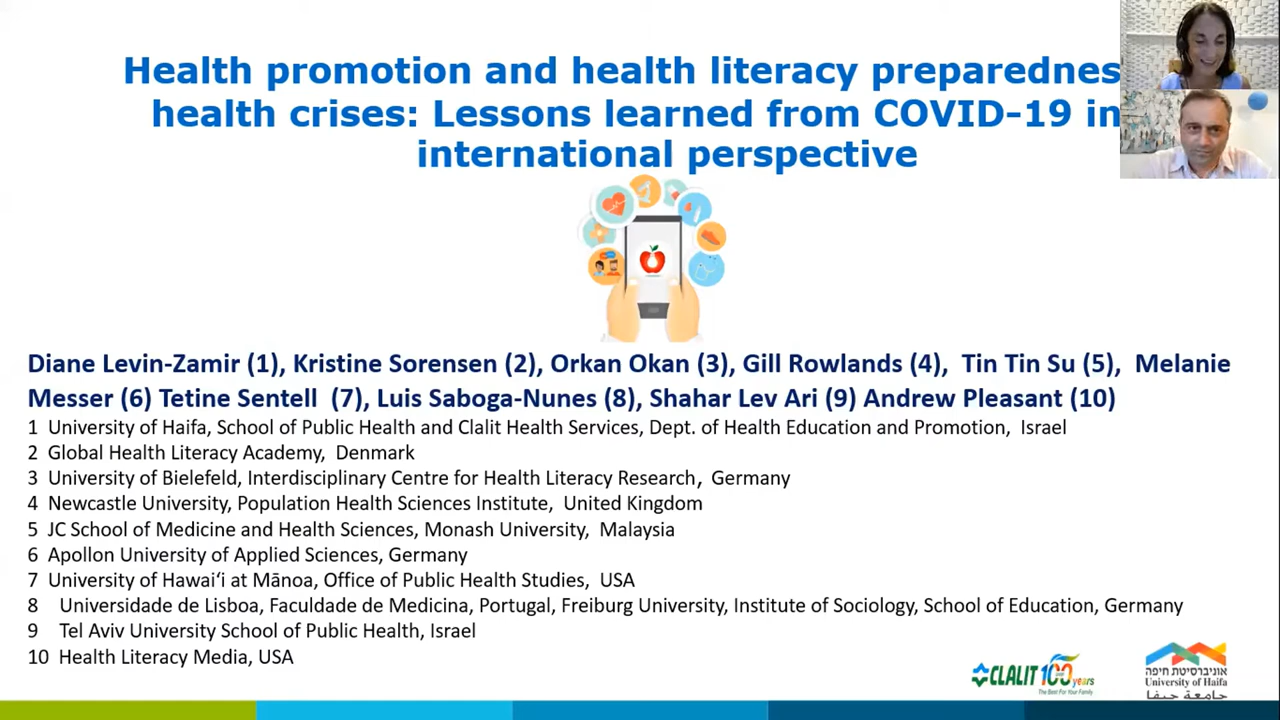 Health promotion and health literacy preparednes
health crises: Lessons learned from COVID-19 in
international perspective
Diane Levin-Zamir (1), Kristine Sorensen (2), Orkan Okan (3), Gill Rowlands (4), Tin Tin Su (5), Melanie
Messer (6) Tetine Sentell (7), Luis Saboga-Nunes (8), Shahar Lev Ari (9) Andrew Pleasant (10)
1 University of Haifa, School of Public Health and Clalit Health Services, Dept. of Health Education and Promotion, Israel
2 Global Health Literacy Academy, Denmark
3 University of Bielefeld, Interdisciplinary Centre for Health Literacy Research, Germany
4 Newcastle University, Population Health Sciences Institute, United Kingdom
5 JC School of Medicine and Health Sciences, Monash University, Malaysia
6 Apollon University of Applied Sciences, Germany
7 University of Hawaiʻi at Mānoa, Office of Public Health Studies, USA
8 Universidade de Lisboa, Faculdade de Medicina, Portugal, Freiburg University, Institute of Sociology, School of Education, Germany
9 Tel Aviv University School of Public Health, Israel
10 Health Literacy Media, USA
CLALIT 100 years
The Best For Your Family
אוניברסיטת חיפה
University of Haifa
جامعة حيفا